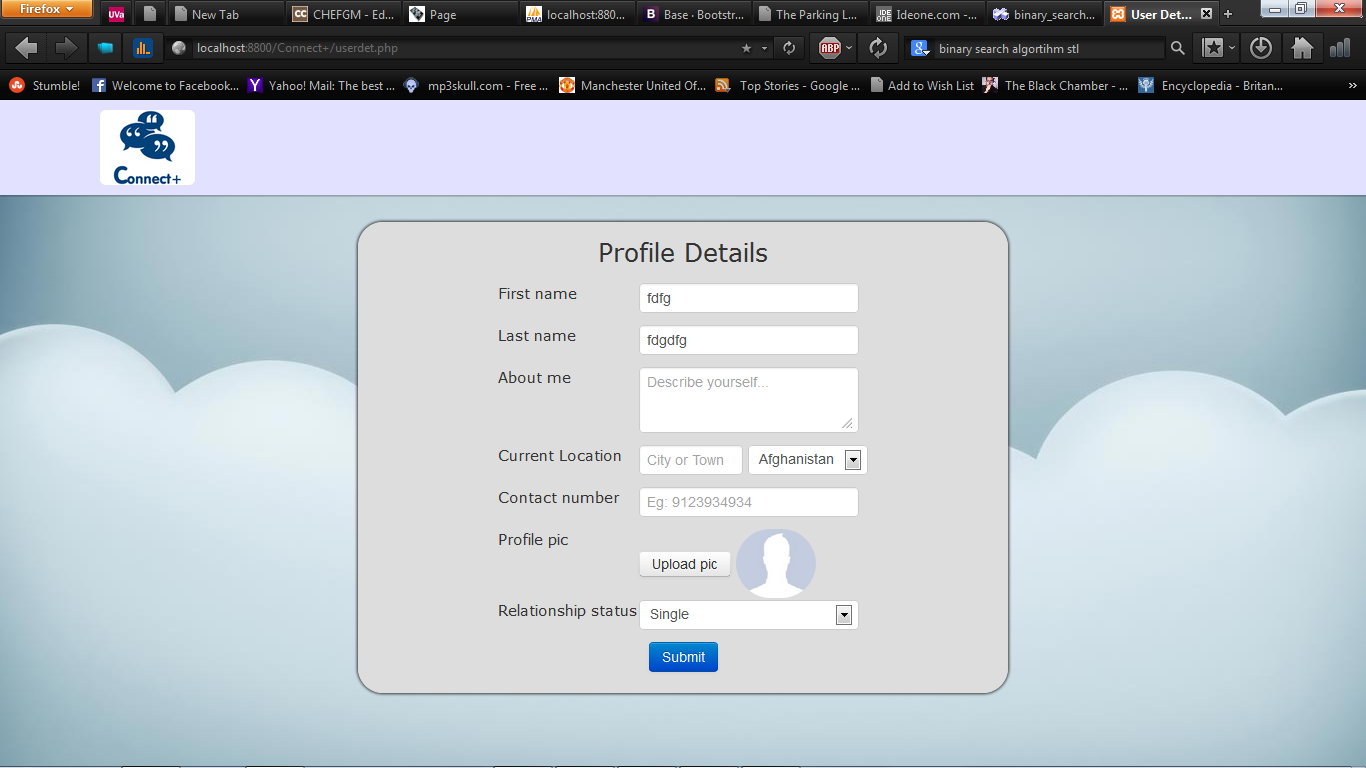 Firefox
UVa
New Tab
CC CHEFGM - Ed...
Page
PMA localhost:880...
B Base · Bootstr...
The Parking L...
IDE ONE Ideone.com -...
binary_search...
User Det...
localhost:8800/Connect+/userdet.php
ABP
binary search algortihm stl
Stumble!
Welcome to Facebook...
Yahoo! Mail: The best ...
mp3skull.com - Free ...
Manchester United Of...
Top Stories - Google ...
Add to Wish List
The Black Chamber - ...
Encyclopedia - Britan...
»
Connect+
Profile Details
First name
fdfg
Last name
fdgdfg
About me
Describe yourself...
Current Location
City or Town
Afghanistan
Contact number
Eg: 9123934934
Profile pic
Upload pic
Relationship status
Single
Submit